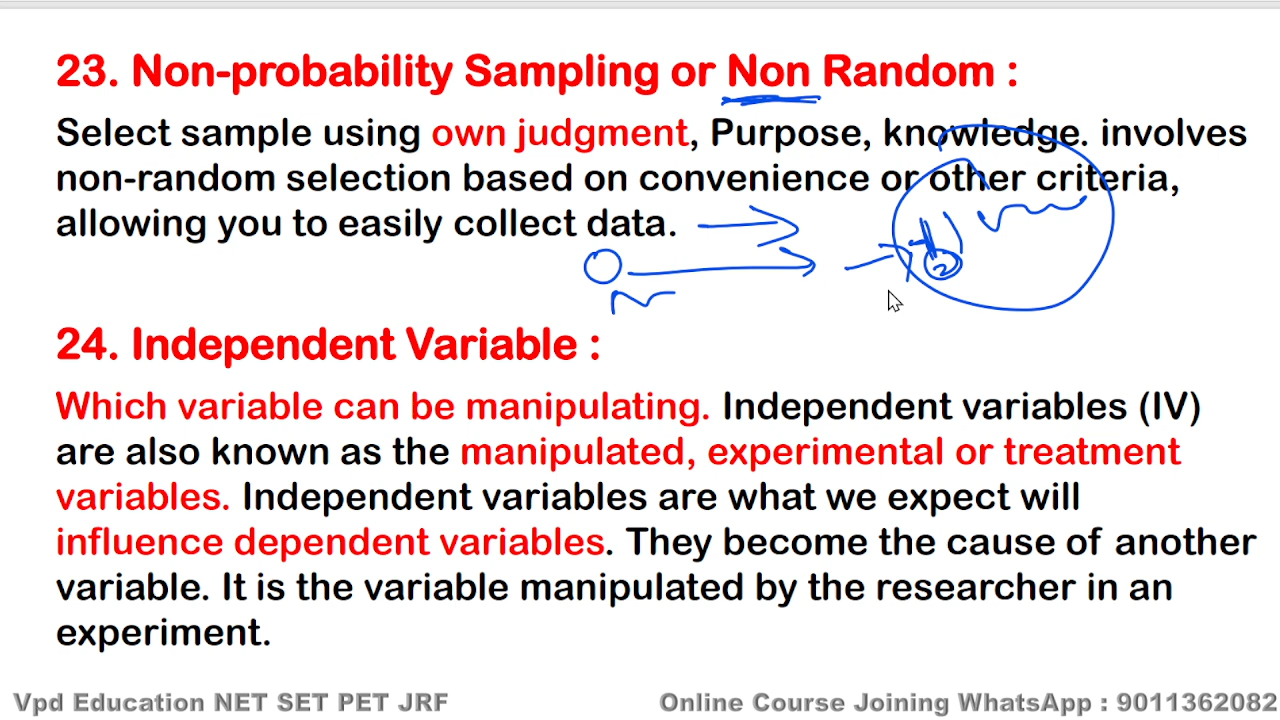 23. Non-probability Sampling or Non Random :
Select sample using own judgment, Purpose, knowledge. involves
non-random selection based on convenience or other criteria,
allowing you to easily collect data.
2
24. Independent Variable :
Which variable can be manipulating. Independent variables (IV)
are also known as the manipulated, experimental or treatment
variables. Independent variables are what we expect will
influence dependent variables. They become the cause of another
variable. It is the variable manipulated by the researcher in an
experiment.
Vpd Education NET SET PET JRF
Online Course Joining WhatsApp : 9011362082